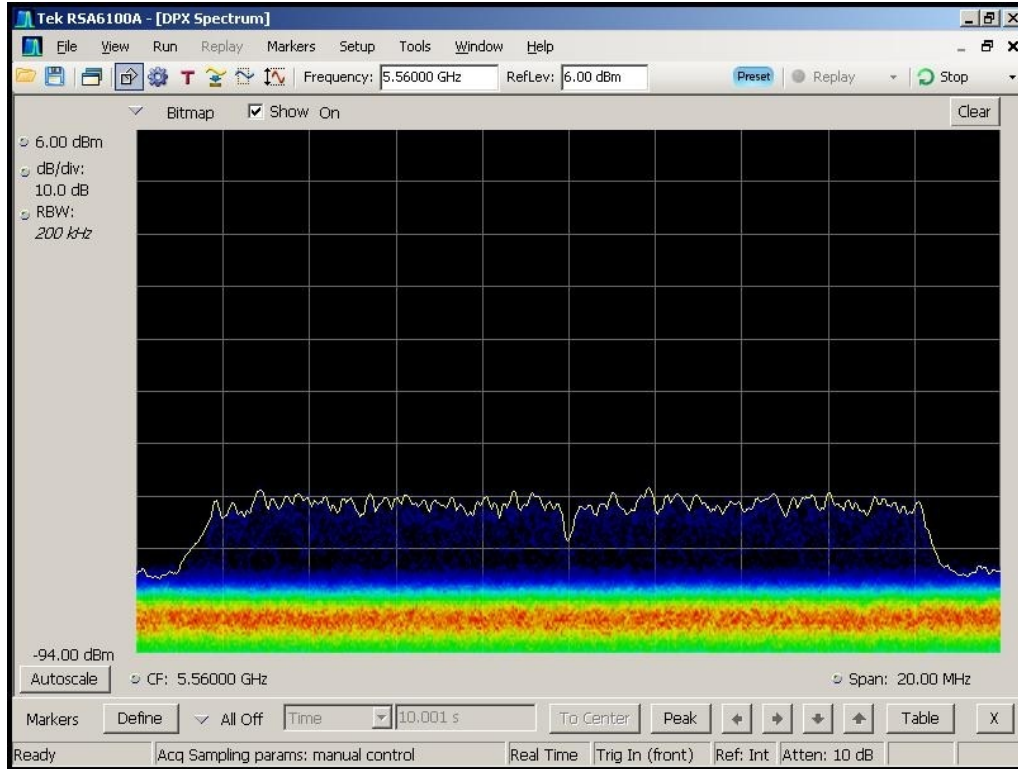 Tek RSA6100A - [DPX Spectrum]
File View Run Replay Markers Setup Tools Window Help
T Frequency: 5.56000 GHz RefLev: 6.00 dBm Preset Replay Stop
Bitmap Show On Clear
6.00 dBm
dB/div:
10.0 dB
RBW:
200 kHz
-94.00 dBm
Autoscale CF: 5.56000 GHz Span: 20.00 MHz
Markers Define All Off Time 10.001 s To Center Peak Table X
Ready Acq Sampling params: manual control Real Time Trig In (front) Ref: Int Atten: 10 dB